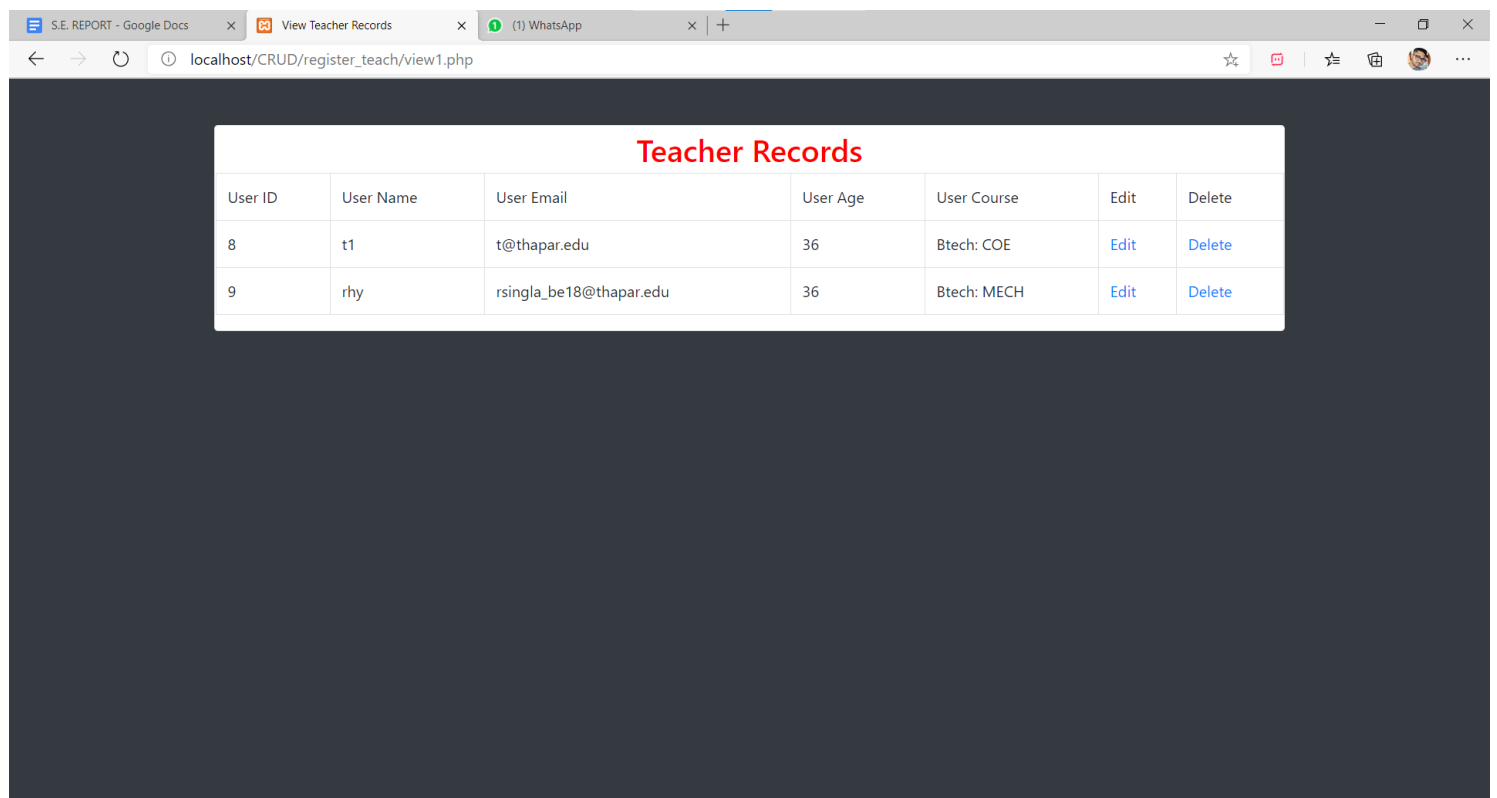 S.E. REPORT - Google Docs View Teacher Records 1 (1) WhatsApp
localhost/CRUD/register_teach/view1.php
Teacher Records
User ID User Name User Email User Age User Course Edit Delete
8 t1 t@thapar.edu 36 Btech: COE Edit Delete
9 rhy rsingla_be18@thapar.edu 36 Btech: MECH Edit Delete